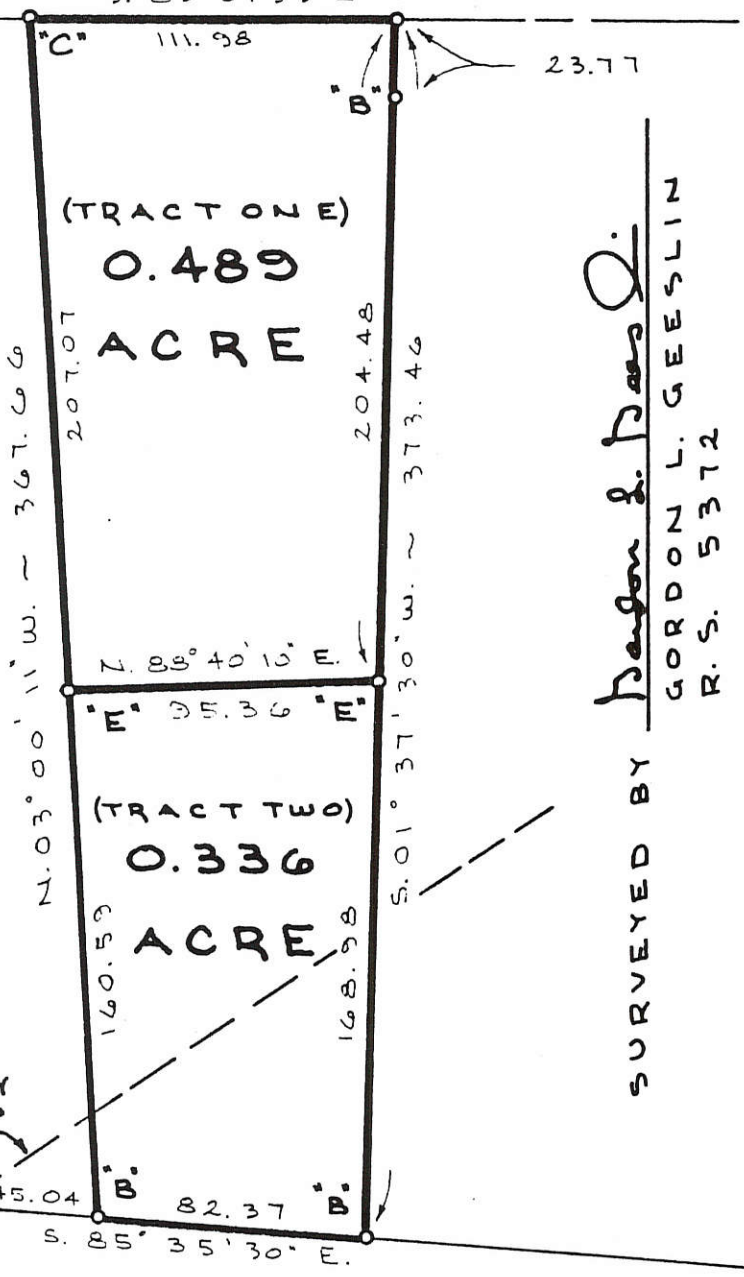 "C"
111.98
"B"
23.77
(TRACT ONE)
0.489
ACRE
207.07
204.48
N. 03° 00' 11" W. ~ 367.66
S. 01° 37' 30" W. ~ 373.46
N. 88° 40' 10" E.
"E" 95.36 "E"
(TRACT TWO)
0.336
ACRE
160.59
168.98
"B"
82.37
"B"
S. 85° 35' 30" E.
SURVEYED BY
GORDON L. GEESLIN
R. S. 5372